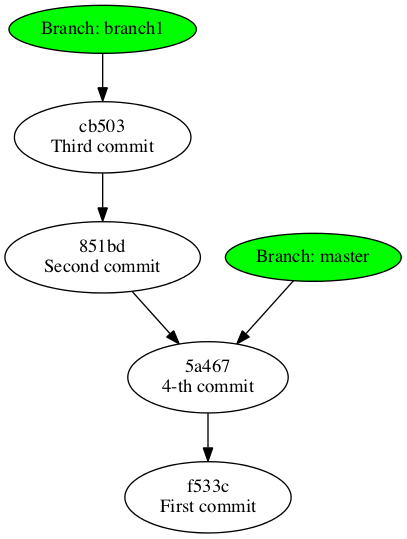 Branch: branch1
cb503
Third commit
851bd
Second commit
Branch: master
5a467
4-th commit
f533c
First commit